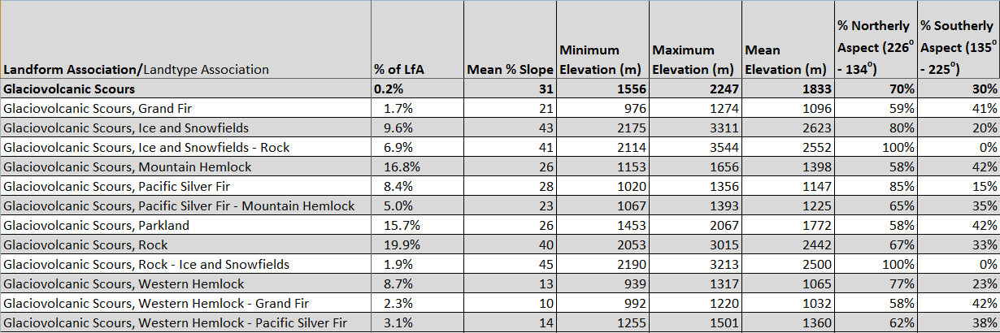 Landform Association/Landtype Association | % of LfA | Mean % Slope | Minimum Elevation (m) | Maximum Elevation (m) | Mean Elevation (m) | % Northerly Aspect (226° - 134°) | % Southerly Aspect (135° - 225°)
Glaciovolcanic Scours | 0.2% | 31 | 1556 | 2247 | 1833 | 70% | 30%
Glaciovolcanic Scours, Grand Fir | 1.7% | 21 | 976 | 1274 | 1096 | 59% | 41%
Glaciovolcanic Scours, Ice and Snowfields | 9.6% | 43 | 2175 | 3311 | 2623 | 80% | 20%
Glaciovolcanic Scours, Ice and Snowfields - Rock | 6.9% | 41 | 2114 | 3544 | 2552 | 100% | 0%
Glaciovolcanic Scours, Mountain Hemlock | 16.8% | 26 | 1153 | 1656 | 1398 | 58% | 42%
Glaciovolcanic Scours, Pacific Silver Fir | 8.4% | 28 | 1020 | 1356 | 1147 | 85% | 15%
Glaciovolcanic Scours, Pacific Silver Fir - Mountain Hemlock | 5.0% | 23 | 1067 | 1393 | 1225 | 65% | 35%
Glaciovolcanic Scours, Parkland | 15.7% | 26 | 1453 | 2067 | 1772 | 58% | 42%
Glaciovolcanic Scours, Rock | 19.9% | 40 | 2053 | 3015 | 2442 | 67% | 33%
Glaciovolcanic Scours, Rock - Ice and Snowfields | 1.9% | 45 | 2190 | 3213 | 2500 | 100% | 0%
Glaciovolcanic Scours, Western Hemlock | 8.7% | 13 | 939 | 1317 | 1065 | 77% | 23%
Glaciovolcanic Scours, Western Hemlock - Grand Fir | 2.3% | 10 | 992 | 1220 | 1032 | 58% | 42%
Glaciovolcanic Scours, Western Hemlock - Pacific Silver Fir | 3.1% | 14 | 1255 | 1501 | 1360 | 62% | 38%